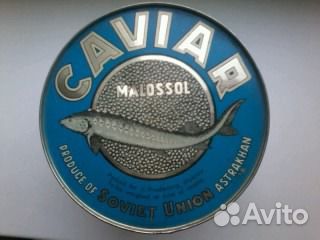 CAVIAR
MALOSSOL
PRODUCE OF SOVIET UNION ASTRAKHAN
Avito